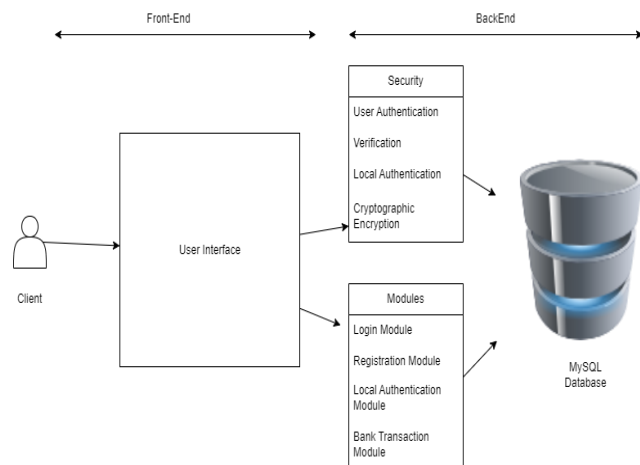 Front-End
BackEnd
Security
User Authentication
Verification
Local Authentication
Cryptographic
Encryption
User Interface
Client
Modules
Login Module
Registration Module
Local Authentication
Module
Bank Transaction
Module
MySQL
Database